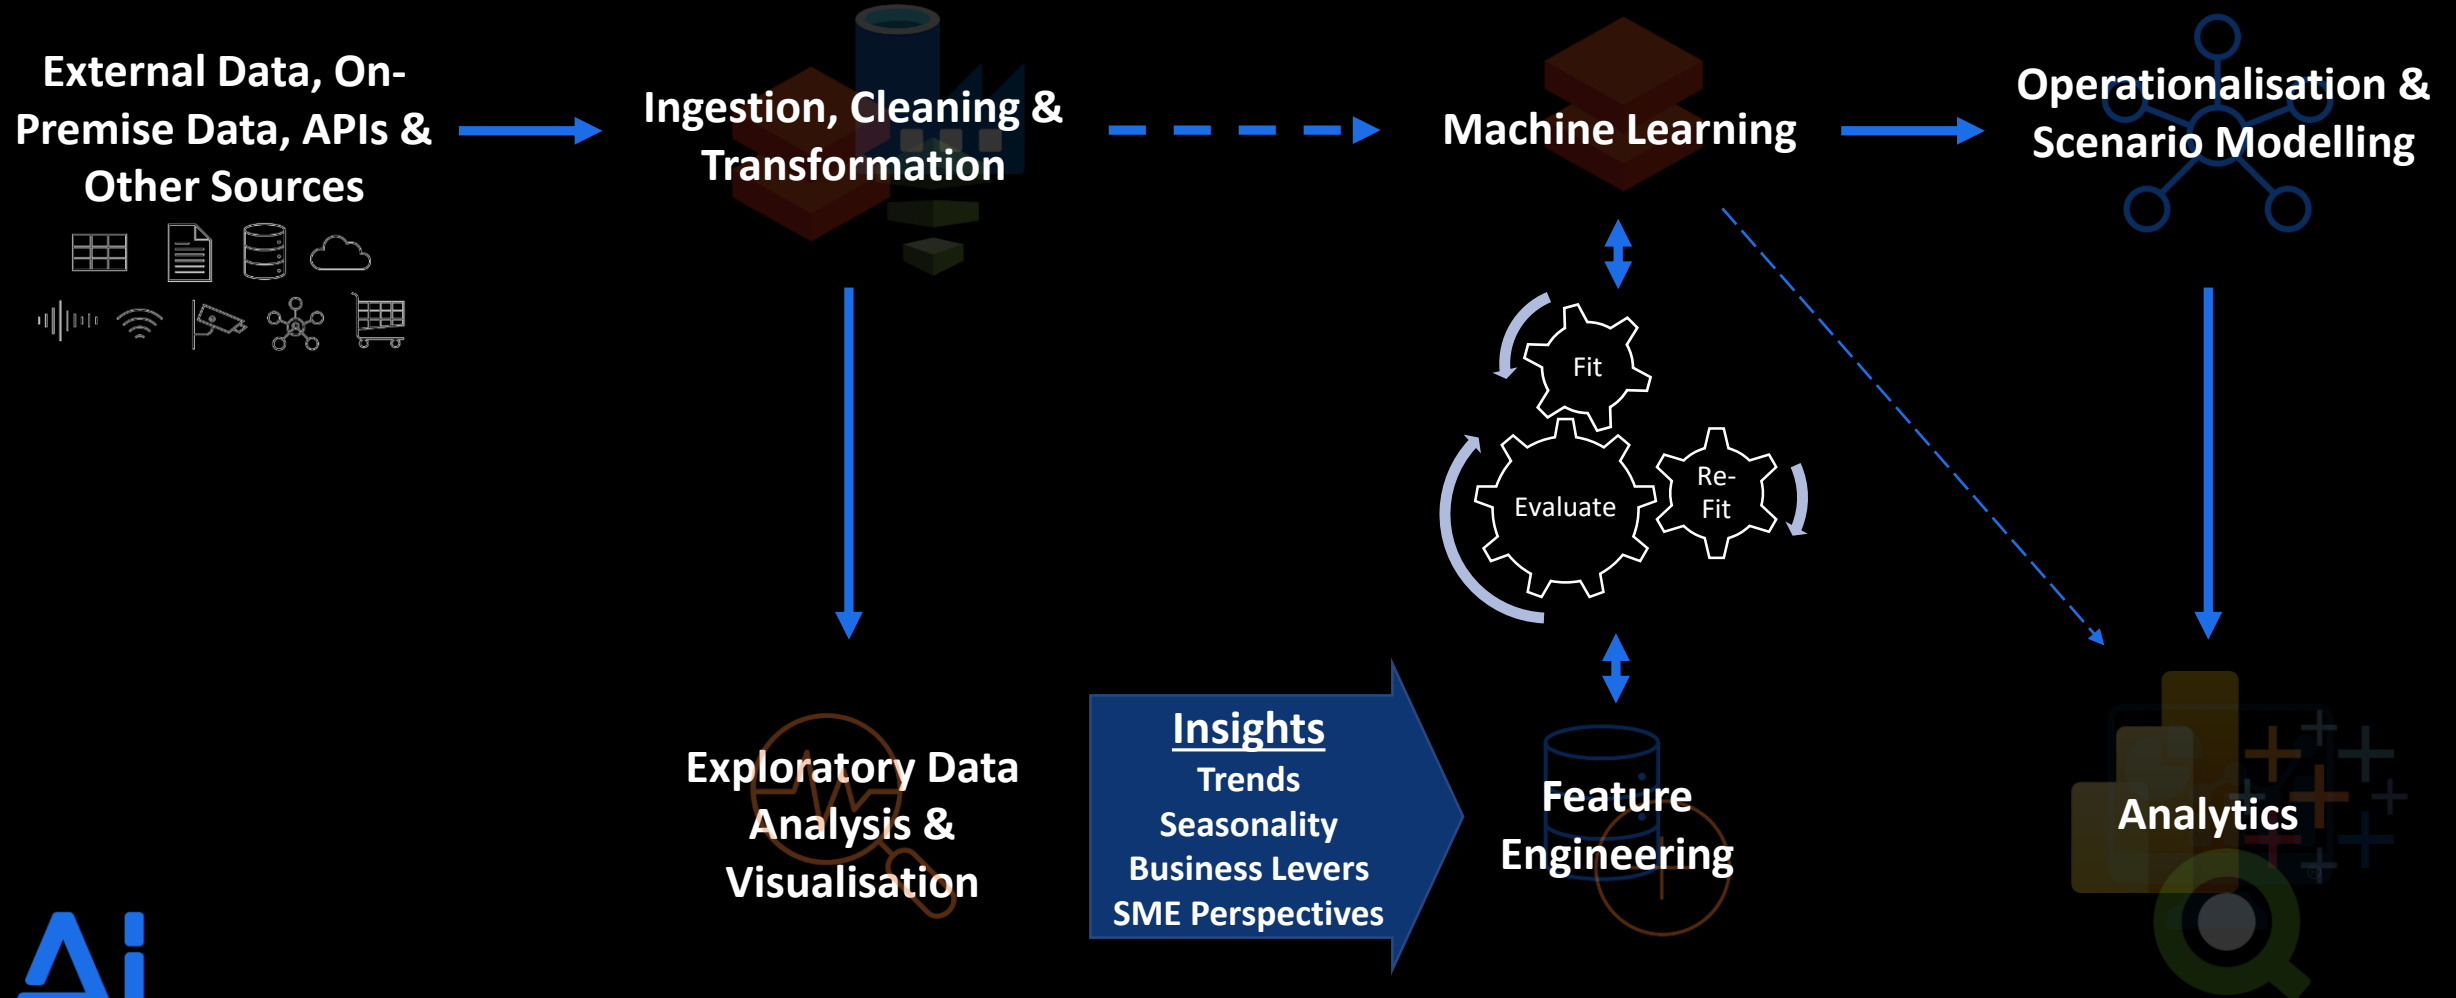 External Data, On-
Premise Data, APIs &
Other Sources
Ingestion, Cleaning &
Transformation
Machine Learning
Operationalisation &
Scenario Modelling
Fit
Evaluate
Re-
Fit
Exploratory Data
Analysis &
Visualisation
Insights
Trends
Seasonality
Business Levers
SME Perspectives
Feature
Engineering
Analytics
Ai